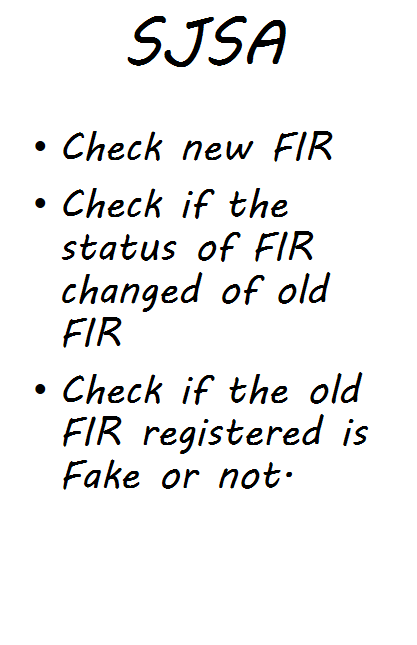 SJSA
• Check new FIR
• Check if the
status of FIR
changed of old
FIR
• Check if the old
FIR registered is
Fake or not.